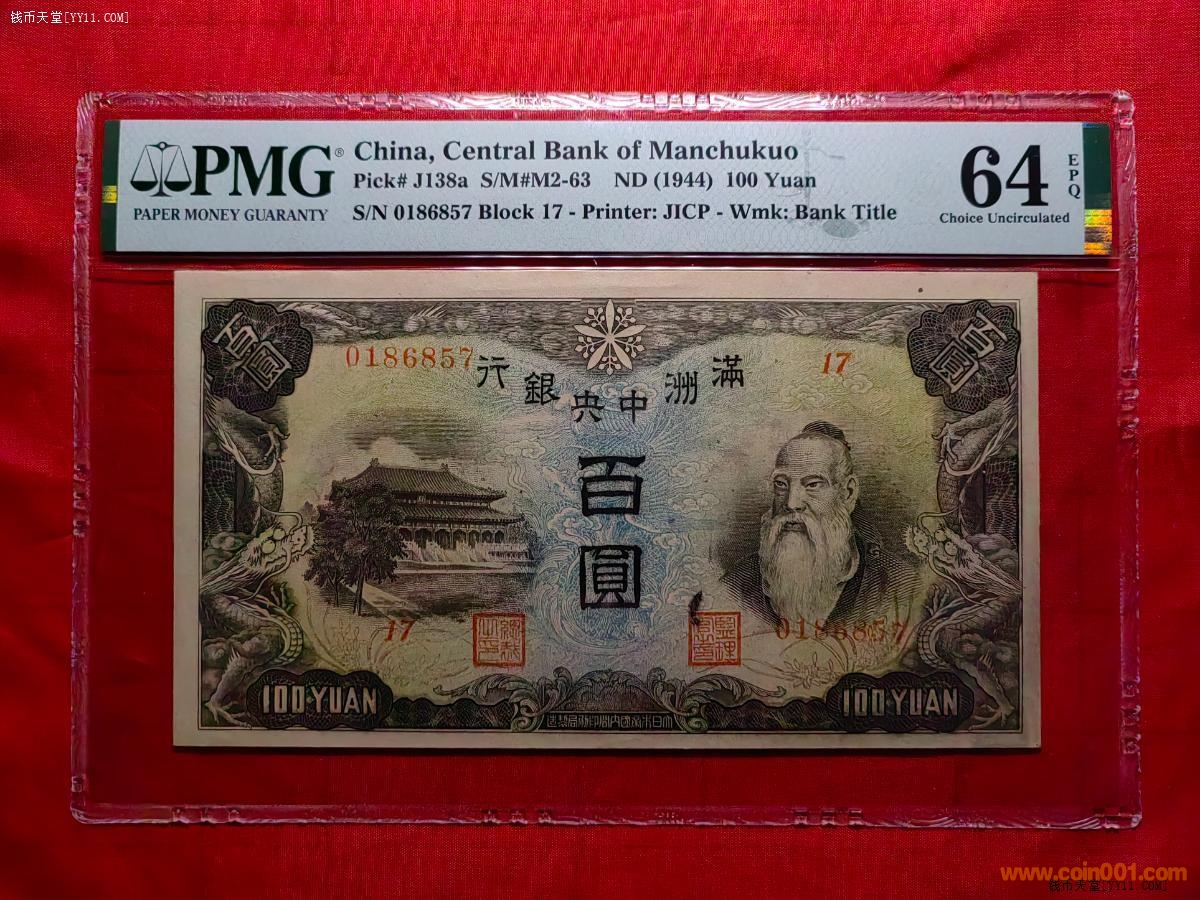 钱币天堂[YY11.COM]
PMG®
PAPER MONEY GUARANTY
China, Central Bank of Manchukuo
Pick# J138a S/M#M2-63 ND (1944) 100 Yuan
S/N 0186857 Block 17 - Printer: JICP - Wmk: Bank Title
64
EPQ
Choice Uncirculated
百圓
百圓
0186857
17
行銀央中洲滿
百圓
17
0186857
100 YUAN
100 YUAN
www.coin001.com
钱币天堂[YY11.COM]